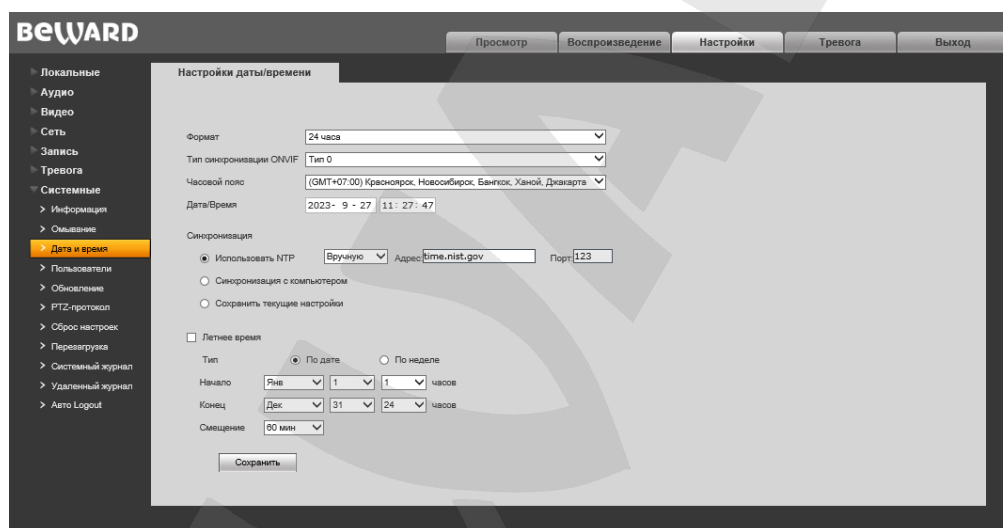 BEWARD
Просмотр Воспроизведение Настройки Тревога Выход
Локальные
Аудио
Видео
Сеть
Запись
Тревога
Системные
> Информация
> Омывание
> Дата и время
> Пользователи
> Обновление
> PTZ-протокол
> Сброс настроек
> Перезагрузка
> Системный журнал
> Удаленный журнал
> Авто Logout
Настройки даты/времени
Формат 24 часа
Тип синхронизации ONVIF Тип 0
Часовой пояс (GMT+07:00) Красноярск, Новосибирск, Бангкок, Ханой, Джакарта
Дата/Время 2023- 9 - 27 11: 27: 47
Синхронизация
Использовать NTP Вручную Адрес: time.nist.gov Порт: 123
Синхронизация с компьютером
Сохранить текущие настройки
Летнее время
Тип По дате По неделе
Начало Янв 1 1 часов
Конец Дек 31 24 часов
Смещение 60 мин
Сохранить